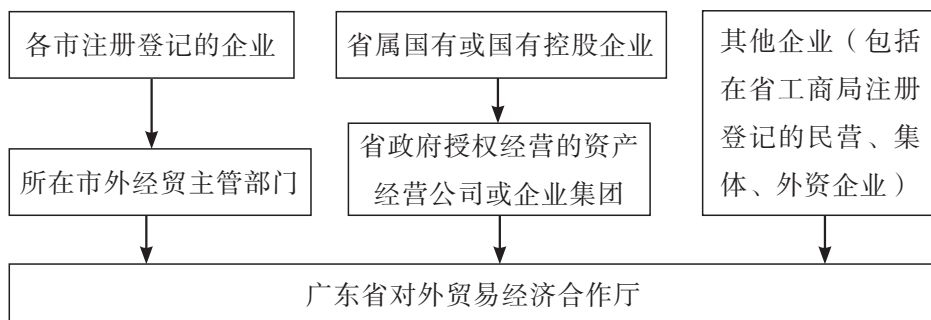 各市注册登记的企业
所在市外经贸主管部门
省属国有或国有控股企业
省政府授权经营的资产
经营公司或企业集团
其他企业（包括
在省工商局注册
登记的民营、集
体、外资企业）
广东省对外贸易经济合作厅